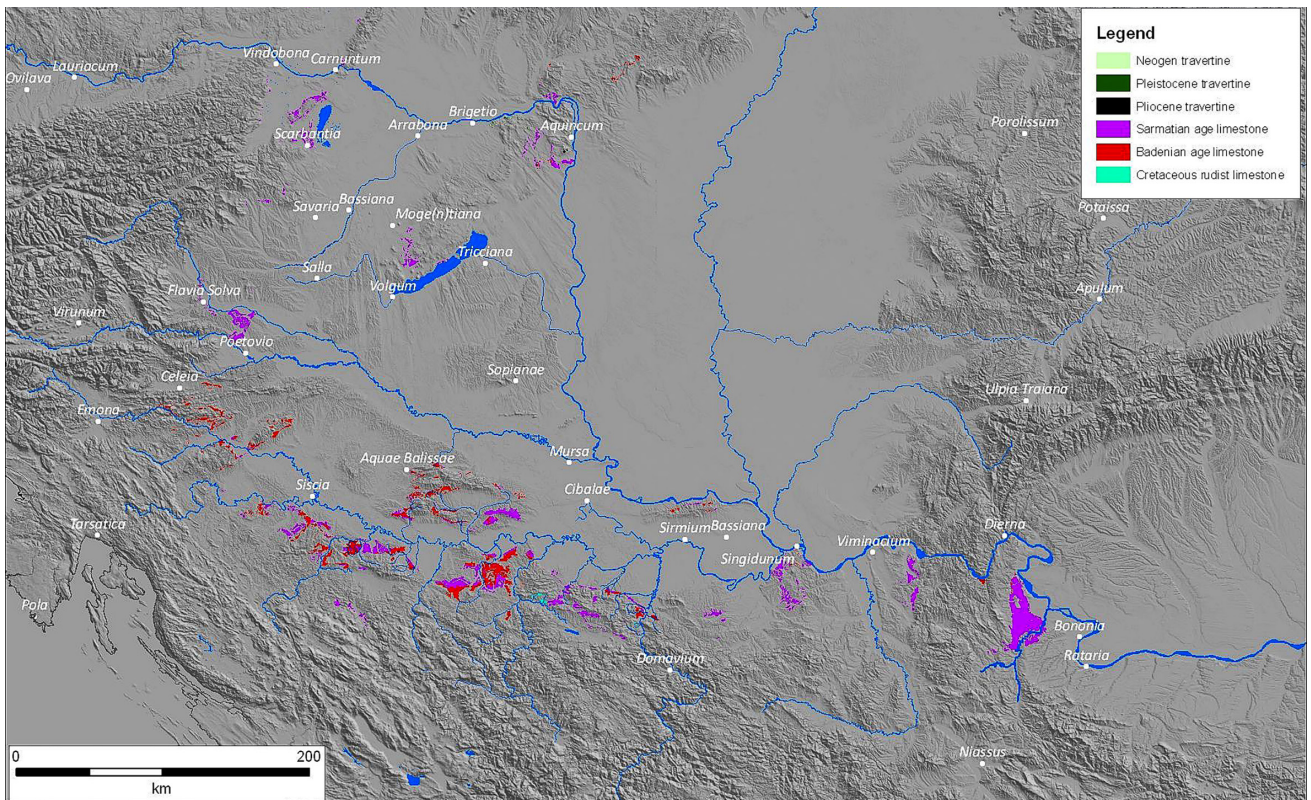 Legend
Neogen travertine
Pleistocene travertine
Pliocene travertine
Sarmatian age limestone
Badenian age limestone
Cretaceous rudist limestone
Ovilava
Lauriacum
Vindobona
Carnuntum
Scarbantia
Arrabona
Brigetio
Aquincum
Porolissum
Savaria
Bassiana
Moge(n)tiana
Potaissa
Salla
Tricciana
Volgum
Flavia Solva
Virunum
Apulum
Poetovio
Celeia
Sopianae
Ulpia Traiana
Emona
Aquae Balissae
Mursa
Siscia
Cibalae
Tarsatica
Sirmium
Bassiana
Singidunum
Viminacium
Dierna
Pola
Bononia
Domavium
Rataria
Niassus
0 200
km